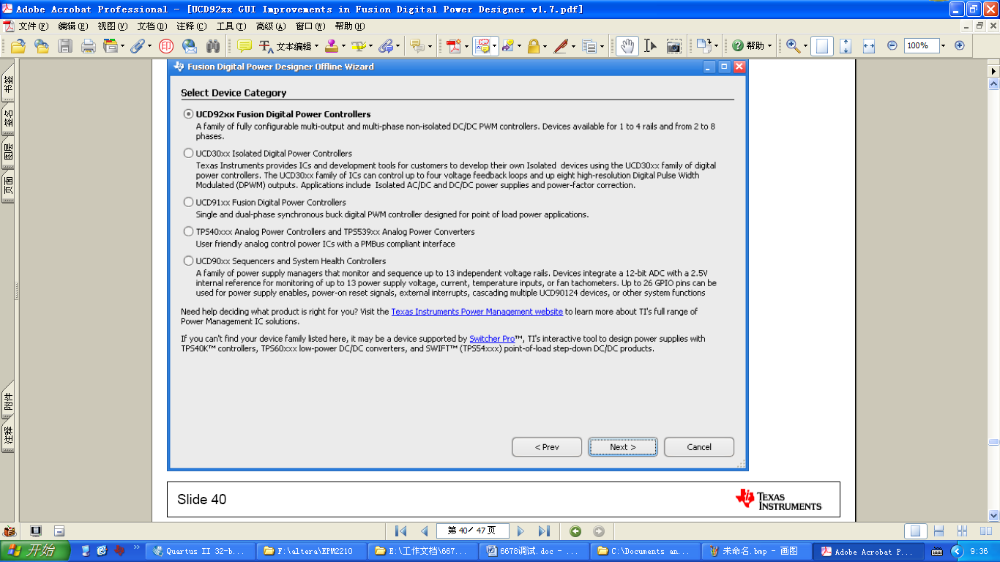 Adobe Acrobat Professional - [UCD92xx GUI Improvements in Fusion Digital Power Designer v1.7.pdf]
文件(F) 编辑(E) 视图(V) 文档(D) 注释(C) 工具(T) 高级(A) 窗口(W) 帮助(H)
文本编辑 帮助 100%
书签
签名
图层
页面
附件
注释
Fusion Digital Power Designer Offline Wizard
Select Device Category
UCD92xx Fusion Digital Power Controllers
A family of fully configurable multi-output and multi-phase non-isolated DC/DC PWM controllers. Devices available for 1 to 4 rails and from 2 to 8
phases.
UCD30xx Isolated Digital Power Controllers
Texas Instruments provides ICs and development tools for customers to develop their own Isolated devices using the UCD30xx family of digital
power controllers. The UCD30xx family of ICs can control up to four voltage feedback loops and up eight high-resolution Digital Pulse Width
Modulated (DPWM) outputs. Applications include Isolated AC/DC and DC/DC power supplies and power-factor correction.
UCD91xx Fusion Digital Power Controllers
Single and dual-phase synchronous buck digital PWM controller designed for point of load power applications.
TPS40xxx Analog Power Controllers and TPS539xx Analog Power Converters
User friendly analog control power ICs with a PMBus compliant interface
UCD90xx Sequencers and System Health Controllers
A family of power supply managers that monitor and sequence up to 13 independent voltage rails. Devices integrate a 12-bit ADC with a 2.5V
internal reference for monitoring of up to 13 power supply voltage, current, temperature inputs, or fan tachometers. Up to 26 GPIO pins can be
used for power supply enables, power-on reset signals, external interrupts, cascading multiple UCD90124 devices, or other system functions
Need help deciding what product is right for you? Visit the Texas Instruments Power Management website to learn more about TI's full range of
Power Management IC solutions.
If you can't find your device family listed here, it may be a device supported by Switcher Pro™, TI's interactive tool to design power supplies with
TPS40K™ controllers, TPS60xxx low-power DC/DC converters, and SWIFT™ (TPS54xxx) point-of-load step-down DC/DC products.
< Prev Next > Cancel
Slide 40
TEXAS
INSTRUMENTS
第 40/ 47 页
开始 Quartus II 32-b... F:\altera\EPM2210 E:\工作文档\667... 6678调试.doc - ... C:\Documents an... 未命名.bmp - 画图 Adobe Acrobat P... 9:36